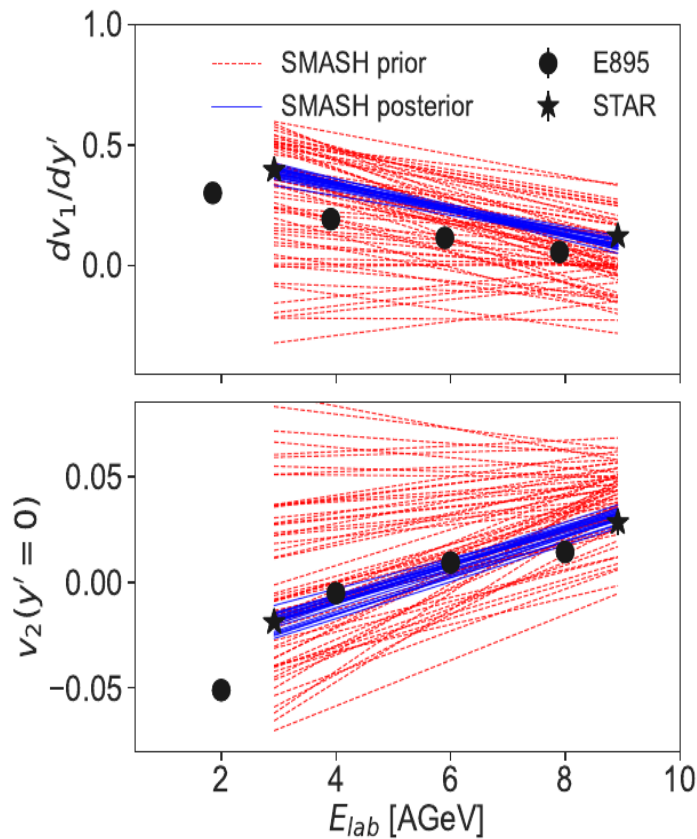 1.0
SMASH prior
E895
SMASH posterior
STAR
0.5
0.0
dv₁/dy′
0.05
0.00
−0.05
v₂(y′ = 0)
2 4 6 8 10
E_lab [AGeV]